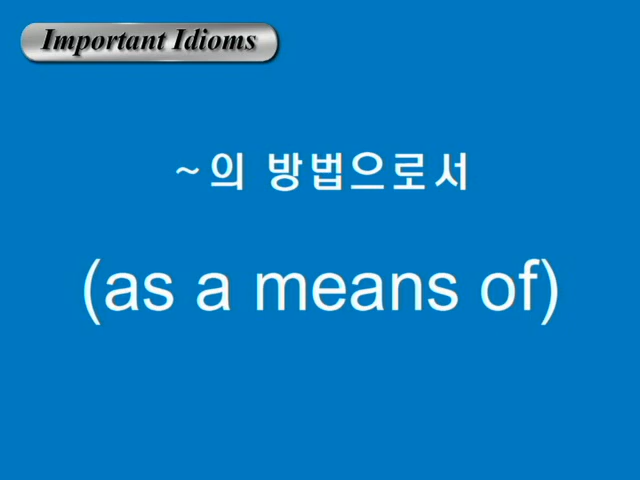 Important Idioms
~의 방법으로서
(as a means of)